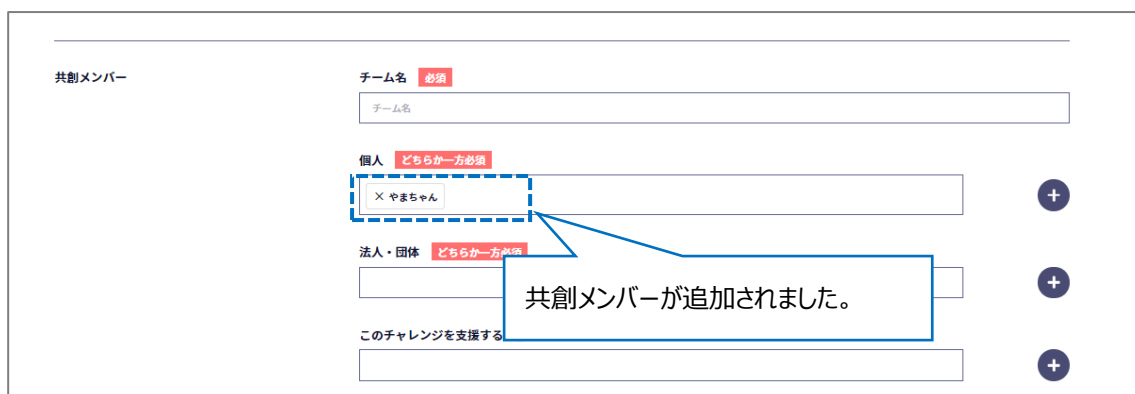 共創メンバー
チーム名 必須
チーム名
個人 どちらか一方必須
× やまちゃん
法人・団体 どちらか一方必須
共創メンバーが追加されました。
このチャレンジを支援する